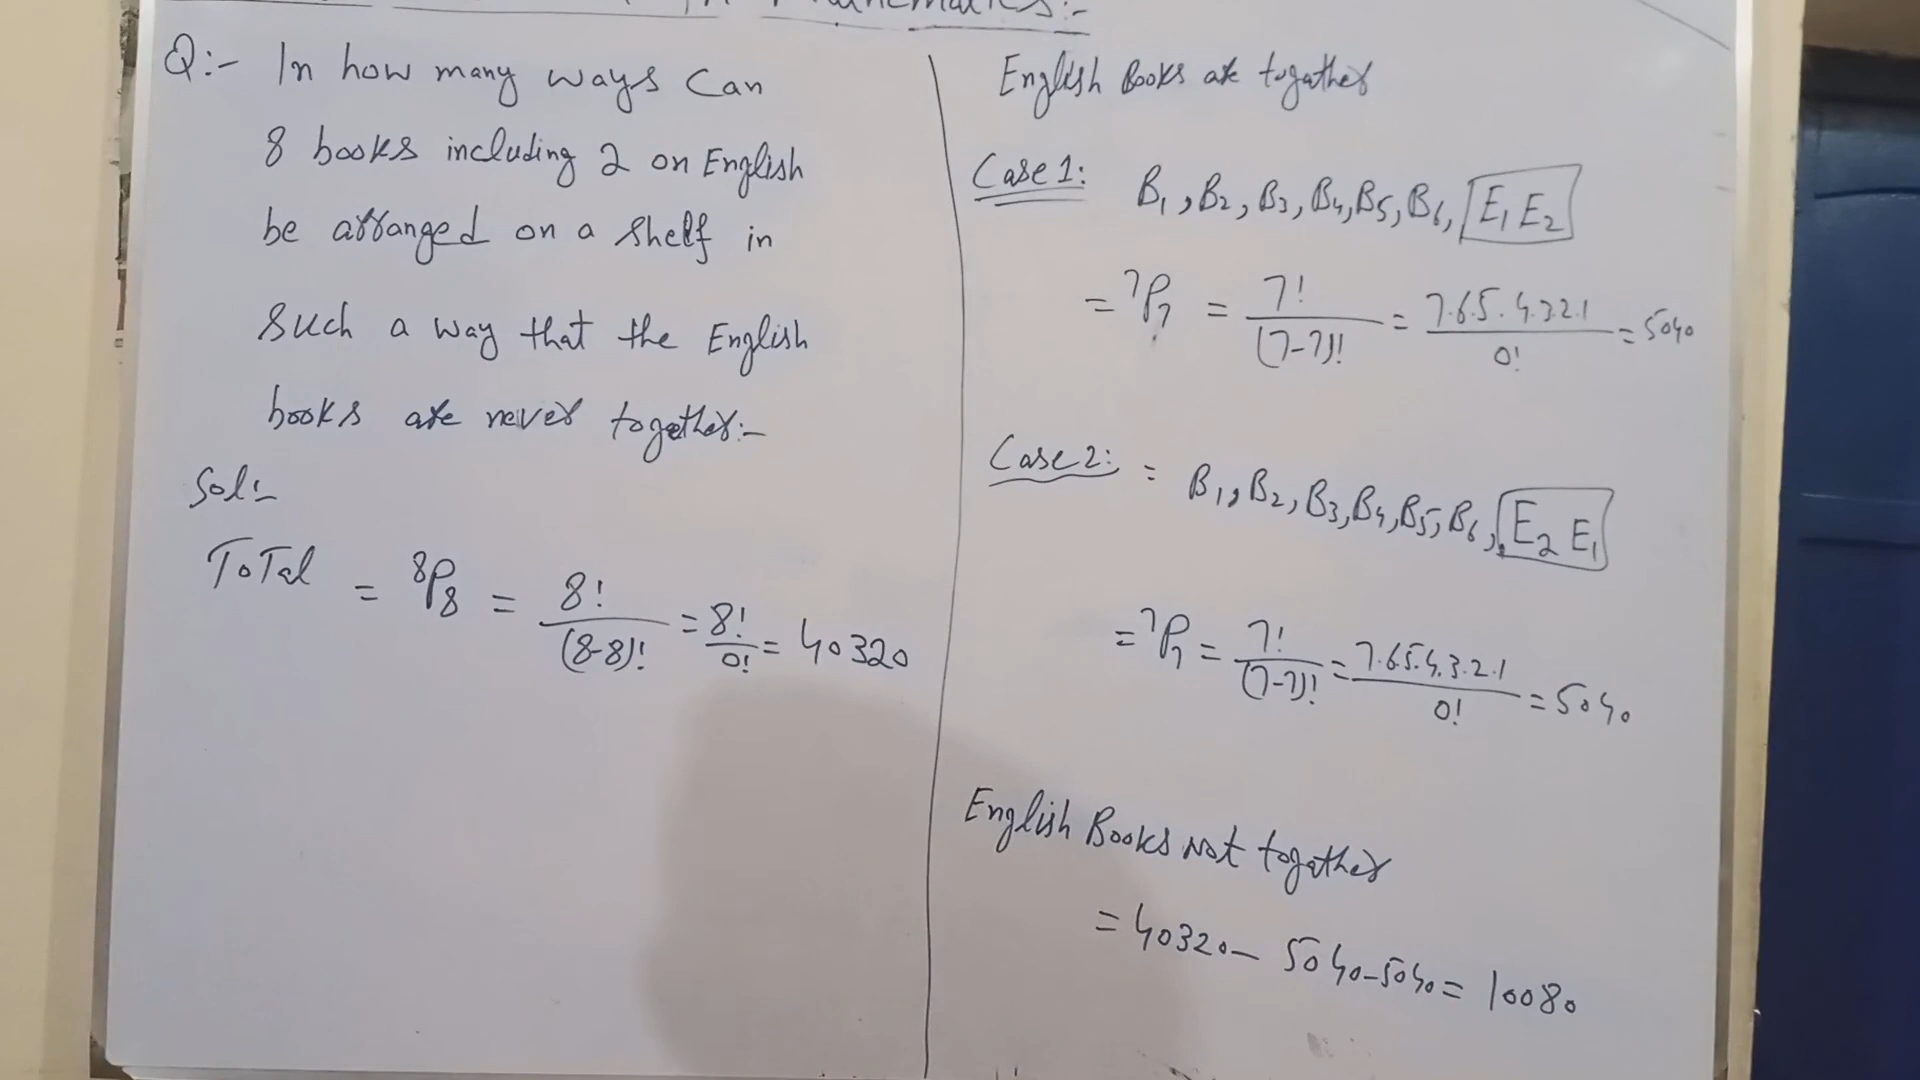 Q:- In how many ways Can
8 books including 2 on English
be arranged on a Shelf in
Such a way that the English
books are never together:-
Sol:-
ToTal = ⁸P₈ = 8!/(8-8)! = 8!/0! = 40320
English Books are togather
Case 1: B₁, B₂, B₃, B₄, B₅, B₆, E₁ E₂
= ⁷P₇ = 7!/(7-7)! = 7.6.5.4.3.2.1/0! = 5040
Case 2: = B₁, B₂, B₃, B₄, B₅, B₆, E₂ E₁
= ⁷P₇ = 7!/(7-7)! = 7.6.5.4.3.2.1/0! = 5040
English Books Not togather
= 40320 - 5040 - 5040 = 10080